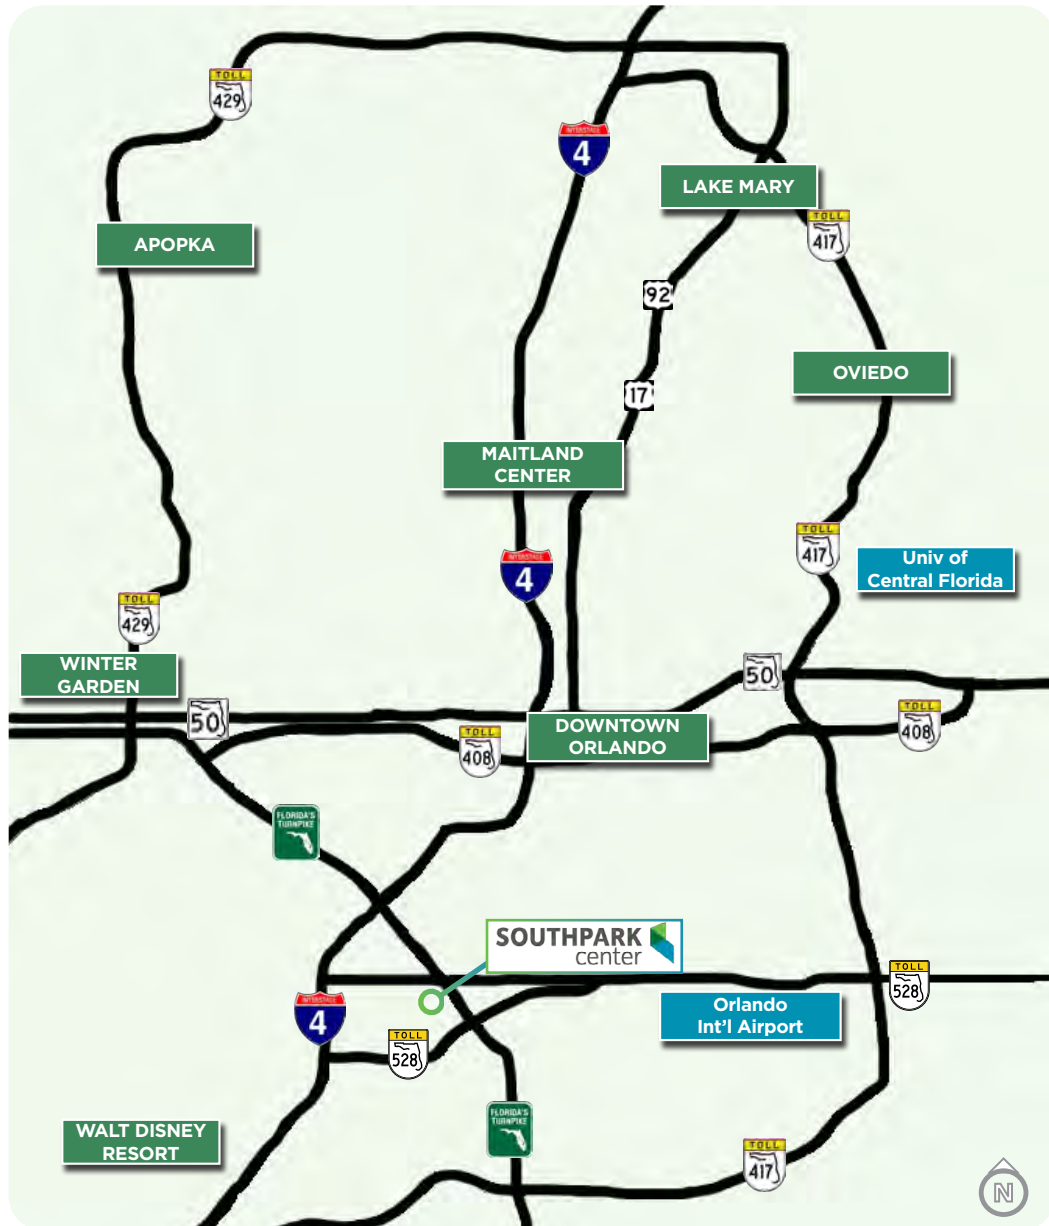 TOLL
429
INTERSTATE
4
LAKE MARY
TOLL
417
APOPKA
92
OVIEDO
17
MAITLAND
CENTER
TOLL
417
Univ of
Central Florida
INTERSTATE
4
TOLL
429
WINTER
GARDEN
50
50
TOLL
408
DOWNTOWN
ORLANDO
TOLL
408
FLORIDA'S
TURNPIKE
SOUTHPARK
center
TOLL
528
INTERSTATE
4
Orlando
Int'l Airport
TOLL
528
FLORIDA'S
TURNPIKE
WALT DISNEY
RESORT
TOLL
417
N